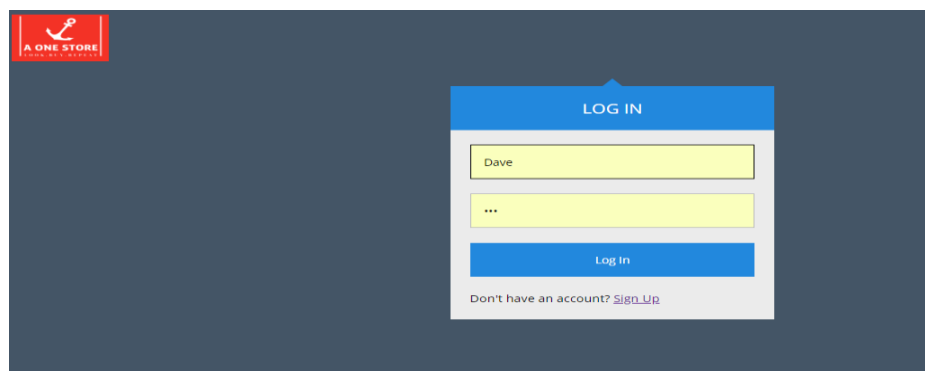 A ONE STORE
LOG IN
Dave
•••
Log In
Don't have an account? Sign Up